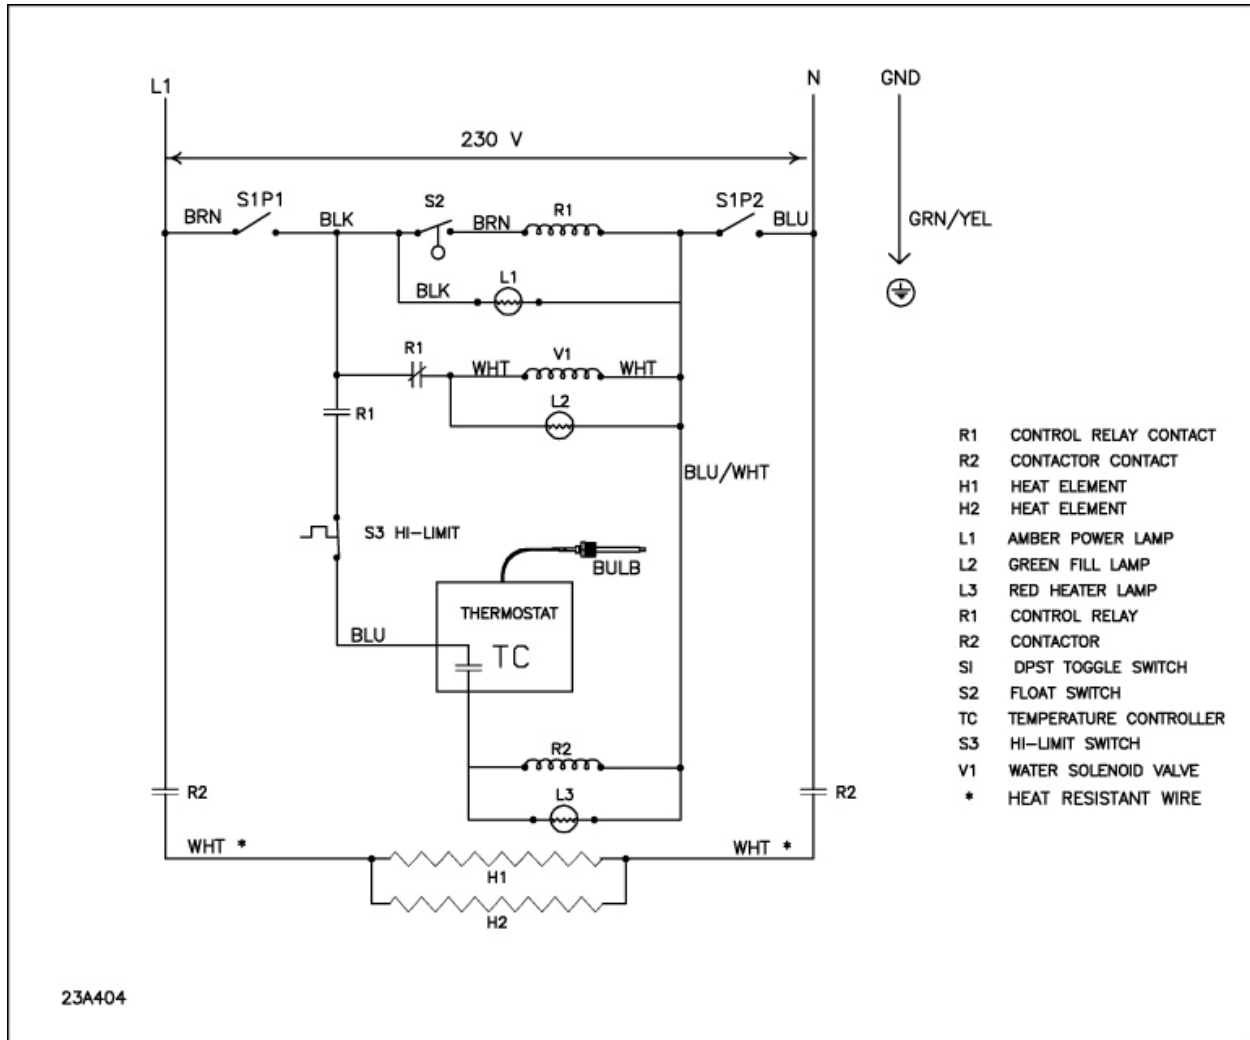 L1 N GND
230 V
S1P1 S2 R1 S1P2
BRN BLK BRN BLU
GRN/YEL
L1
BLK
R1 V1
WHT WHT
L2
R1
BLU/WHT
S3 HI-LIMIT
BULB
THERMOSTAT
BLU TC
R2
R2 L3 R2
WHT * WHT *
H1
H2
R1 CONTROL RELAY CONTACT
R2 CONTACTOR CONTACT
H1 HEAT ELEMENT
H2 HEAT ELEMENT
L1 AMBER POWER LAMP
L2 GREEN FILL LAMP
L3 RED HEATER LAMP
R1 CONTROL RELAY
R2 CONTACTOR
SI DPST TOGGLE SWITCH
S2 FLOAT SWITCH
TC TEMPERATURE CONTROLLER
S3 HI-LIMIT SWITCH
V1 WATER SOLENOID VALVE
* HEAT RESISTANT WIRE
23A404